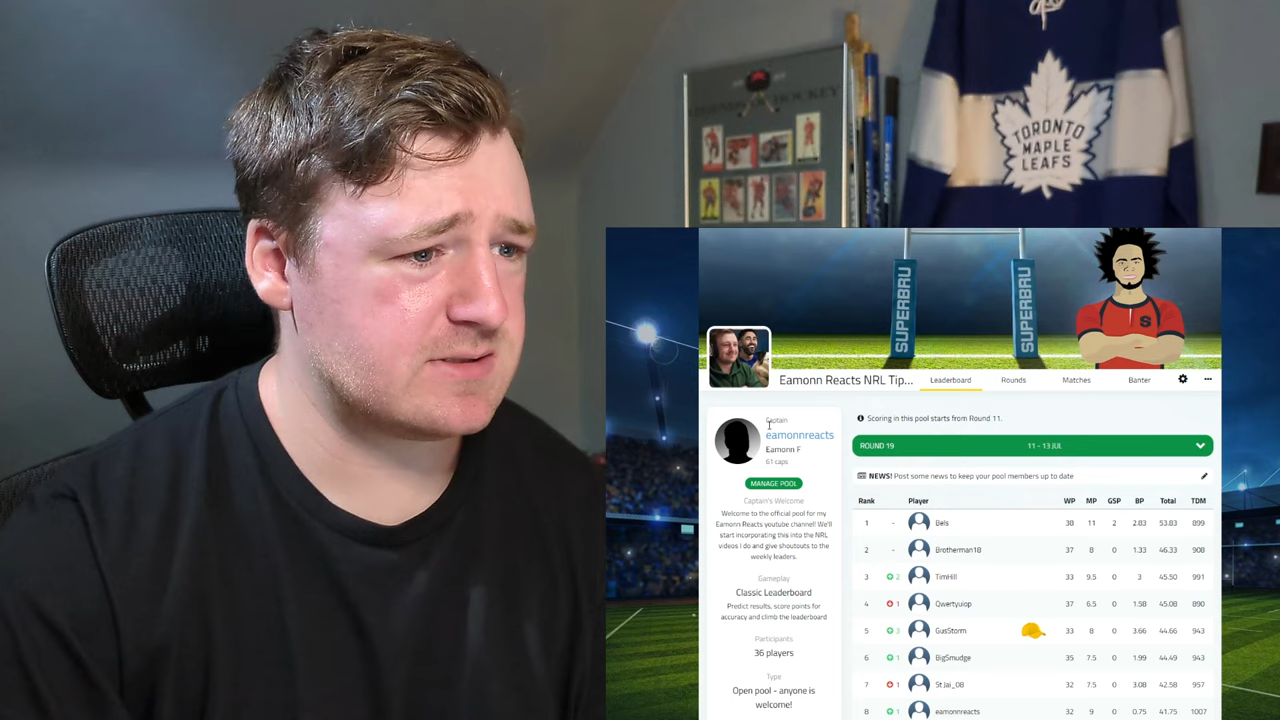 LEGENDS OF HOCKEY
TORONTO
MAPLE
LEAFS
SUPERBRU
SUPERBRU
S
Eamonn Reacts NRL Tip...
Leaderboard
Rounds
Matches
Banter
Captain
eamonnreacts
Eamonn F
61 caps
MANAGE POOL
Captain's Welcome
Welcome to the official pool for my
Eamonn Reacts youtube channel! We'll
start incorporating this into the NRL
videos I do and give shoutouts to the
weekly leaders.
Gameplay
Classic Leaderboard
Predict results, score points for
accuracy and climb the leaderboard
Participants
36 players
Type
Open pool - anyone is
welcome!
Scoring in this pool starts from Round 11.
ROUND 19 11 - 13 JUL
NEWS! Post some news to keep your pool members up to date
Rank Player WP MP GSP BP Total TDM
1 - Bels 38 11 2 2.83 53.83 899
2 - Brotherman18 37 8 0 1.33 46.33 908
3 2 TimHill 33 9.5 0 3 45.50 991
4 1 Qwertyuiop 37 6.5 0 1.58 45.08 890
5 3 GusStorm 33 8 0 3.66 44.66 943
6 1 BigSmudge 35 7.5 0 1.99 44.49 943
7 1 St Jai_08 32 7.5 0 3.08 42.58 957
8 1 eamonnreacts 32 9 0 0.75 41.75 1007